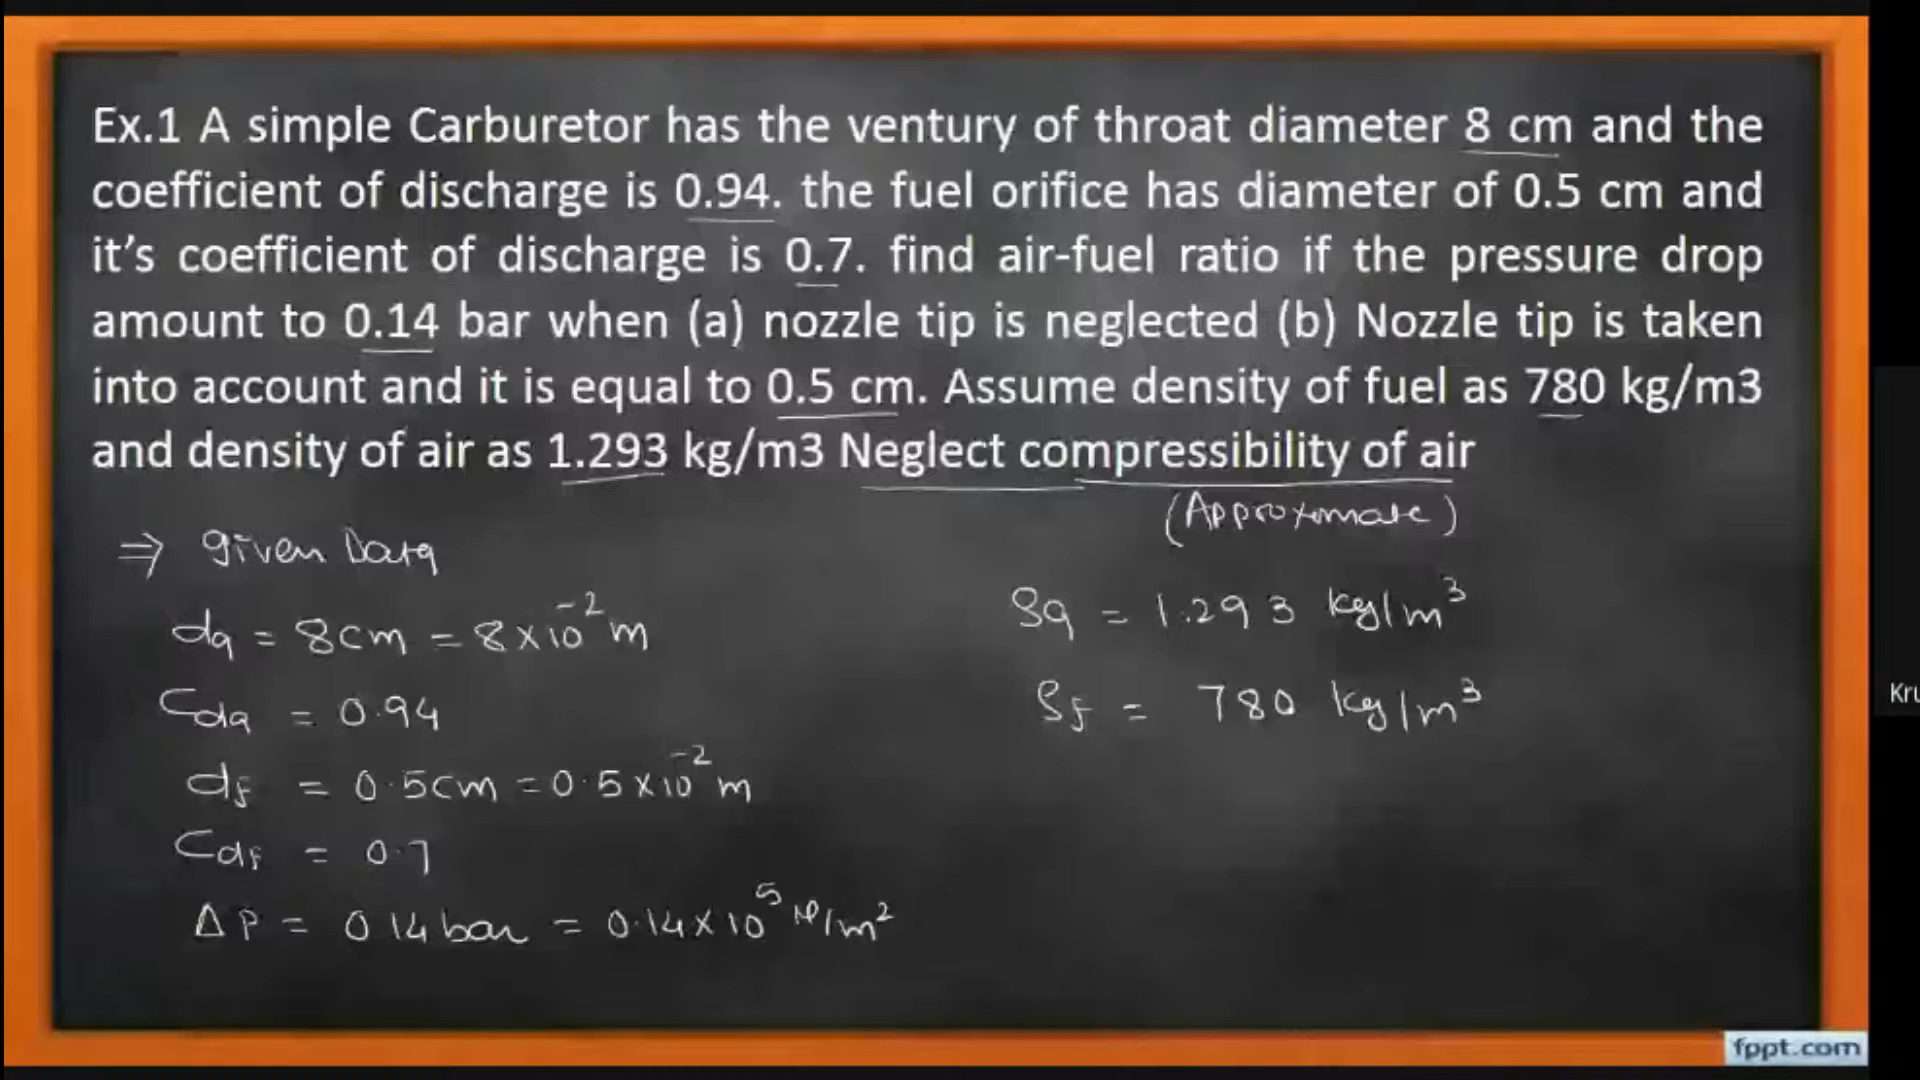 Ex.1 A simple Carburetor has the ventury of throat diameter 8 cm and the
coefficient of discharge is 0.94. the fuel orifice has diameter of 0.5 cm and
it’s coefficient of discharge is 0.7. find air-fuel ratio if the pressure drop
amount to 0.14 bar when (a) nozzle tip is neglected (b) Nozzle tip is taken
into account and it is equal to 0.5 cm. Assume density of fuel as 780 kg/m3
and density of air as 1.293 kg/m3 Neglect compressibility of air
(Approximate)
⇒ given Data
da = 8cm = 8×10⁻² m
Cda = 0.94
df = 0.5cm = 0.5×10⁻² m
Cdf = 0.7
ΔP = 0.14 bar = 0.14×10⁵ N/m²
ρa = 1.293 kg/m³
ρf = 780 kg/m³
Kru
fppt.com